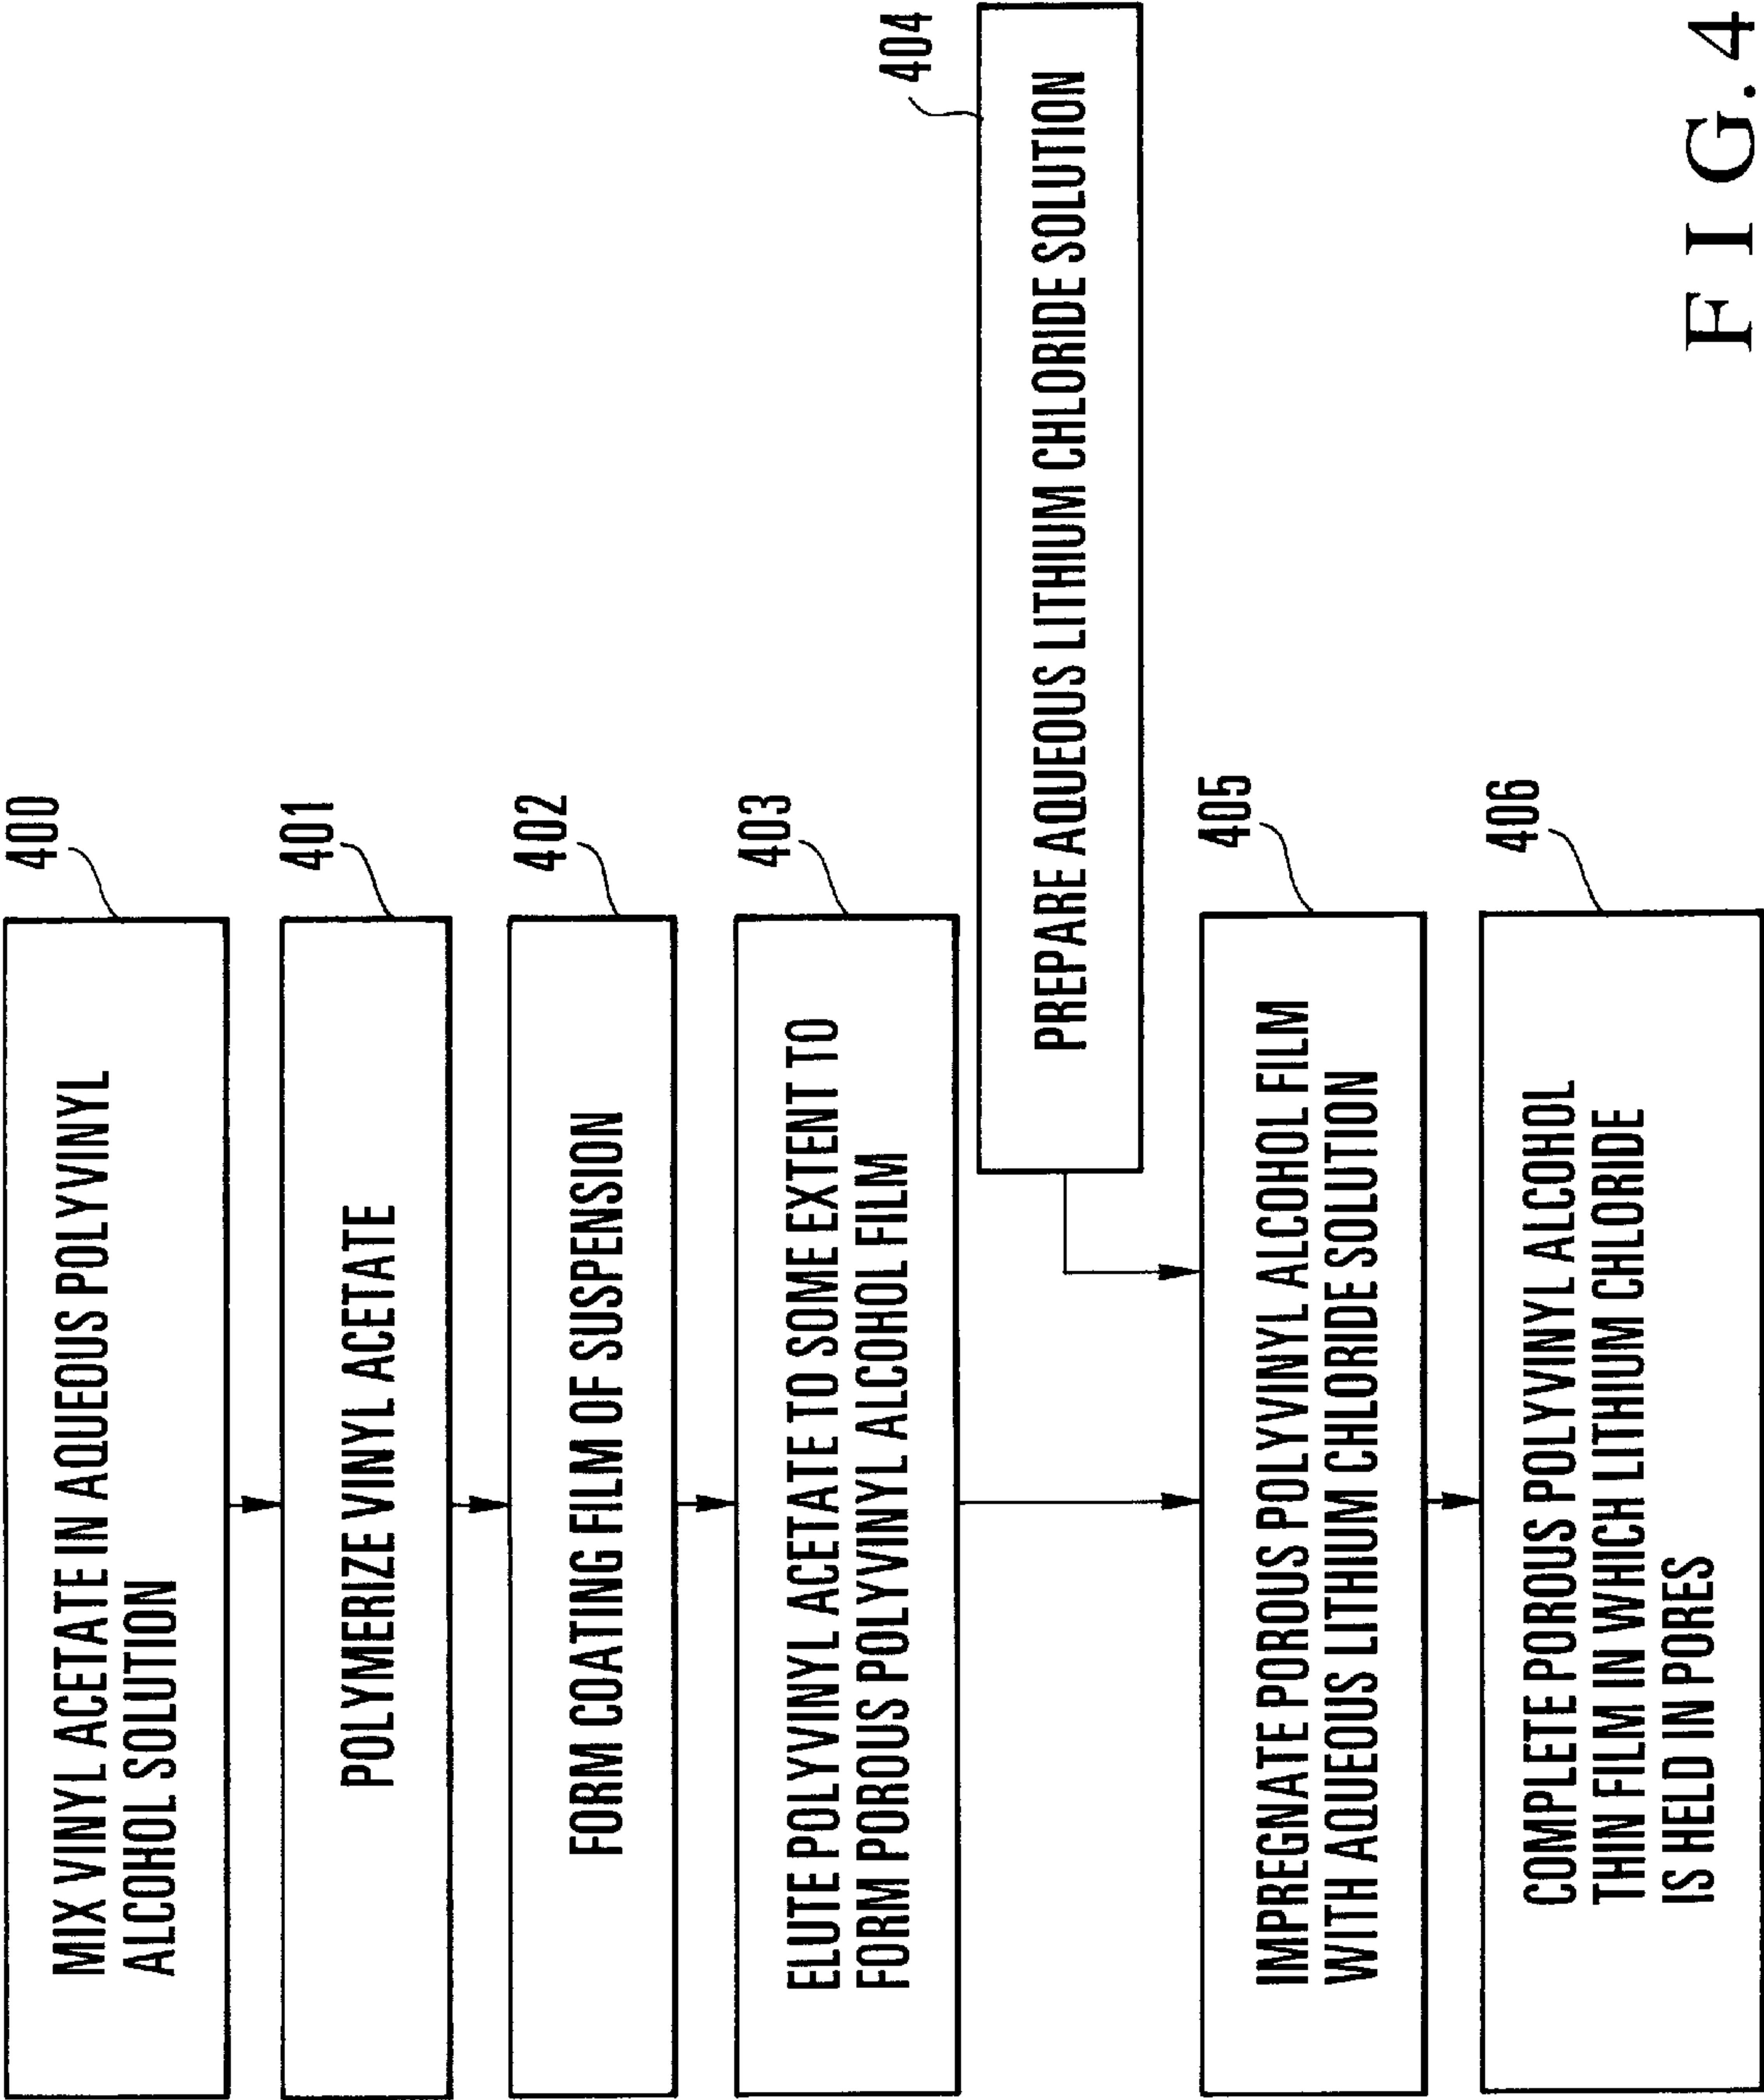 400
MIX VINYL ACETATE IN AQUEOUS POLYVINYL
ALCOHOL SOLUTION
401
POLYMERIZE VINYL ACETATE
402
FORM COATING FILM OF SUSPENSION
403
ELUTE POLYVINYL ACETATE TO SOME EXTENT TO
FORM POROUS POLYVINYL ALCOHOL FILM
404
PREPARE AQUEOUS LITHIUM CHLORIDE SOLUTION
405
IMPREGNATE POROUS POLYVINYL ALCOHOL FILM
WITH AQUEOUS LITHIUM CHLORIDE SOLUTION
406
COMPLETE POROUS POLYVINYL ALCOHOL
THIN FILM IN WHICH LITHIUM CHLORIDE
IS HELD IN PORES
FIG.4